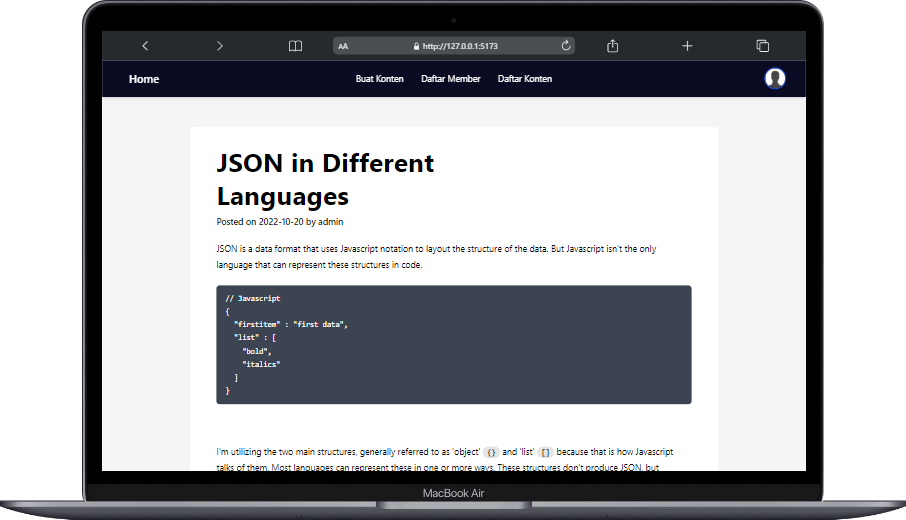 AA http://127.0.0.1:5173
Home Buat Konten Daftar Member Daftar Konten
JSON in Different
Languages
Posted on 2022-10-20 by admin
JSON is a data format that uses Javascript notation to layout the structure of the data. But Javascript isn't the only
language that can represent these structures in code.
// Javascript
{
"firstitem" : "first data",
"list" : [
"bold",
"italics"
]
}
I'm utilizing the two main structures, generally referred to as 'object' {} and 'list' [] because that is how Javascript
talks of them. Most languages can represent these in one or more ways. These structures don't produce JSON, but
MacBook Air